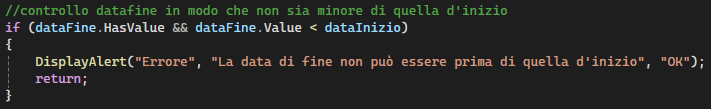 //controllo datafine in modo che non sia minore di quella d'inizio
if (dataFine.HasValue && dataFine.Value < dataInizio)
{
    DisplayAlert("Errore", "La data di fine non può essere prima di quella d'inizio", "OK");
    return;
}